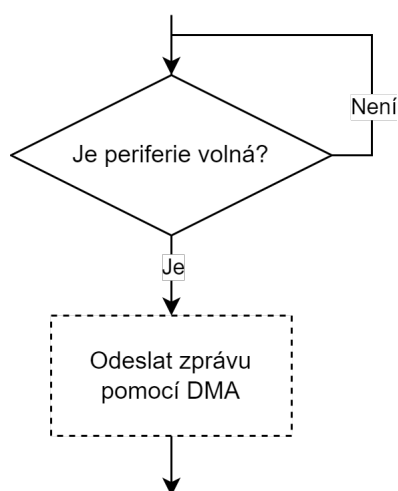 Není
Je periferie volná?
Je
Odeslat zprávu
pomocí DMA